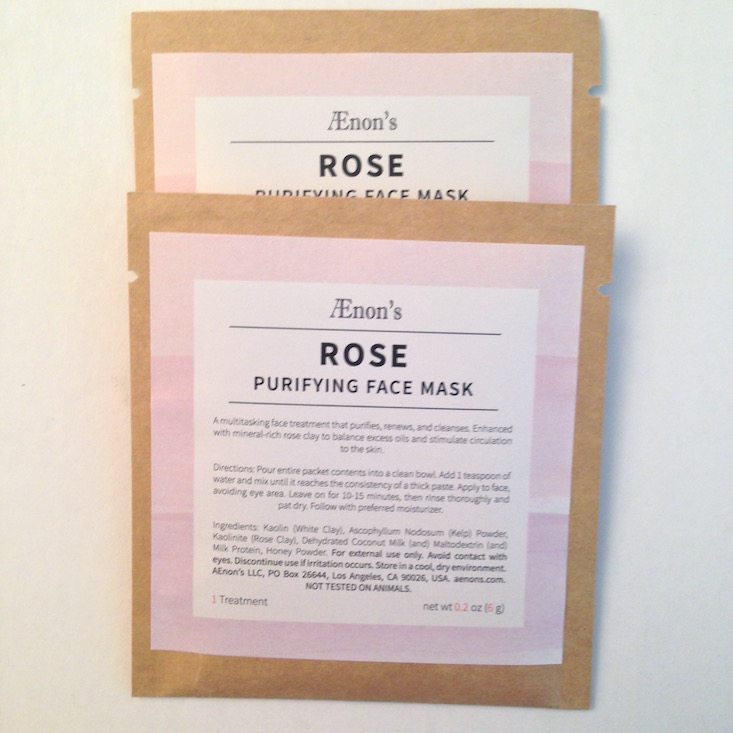 Ænon's
ROSE
PURIFYING FACE MASK
Ænon's
ROSE
PURIFYING FACE MASK
A multitasking face treatment that purifies, renews, and cleanses. Enhanced
with mineral-rich rose clay to balance excess oils and stimulate circulation
to the skin.
Directions: Pour entire packet contents into a clean bowl. Add 1 teaspoon of
water and mix until it reaches the consistency of a thick paste. Apply to face,
avoiding eye area. Leave on for 10-15 minutes, then rinse thoroughly and
pat dry. Follow with preferred moisturizer.
Ingredients: Kaolin (White Clay), Ascophyllum Nodosum (Kelp) Powder,
Kaolinite (Rose Clay), Dehydrated Coconut Milk (and) Maltodextrin (and)
Milk Protein, Honey Powder. For external use only. Avoid contact with
eyes. Discontinue use if irritation occurs. Store in a cool, dry environment.
AEnon's LLC, PO Box 26644, Los Angeles, CA 90026, USA. aenons.com.
NOT TESTED ON ANIMALS.
1 Treatment net wt 0.2 oz (6 g)